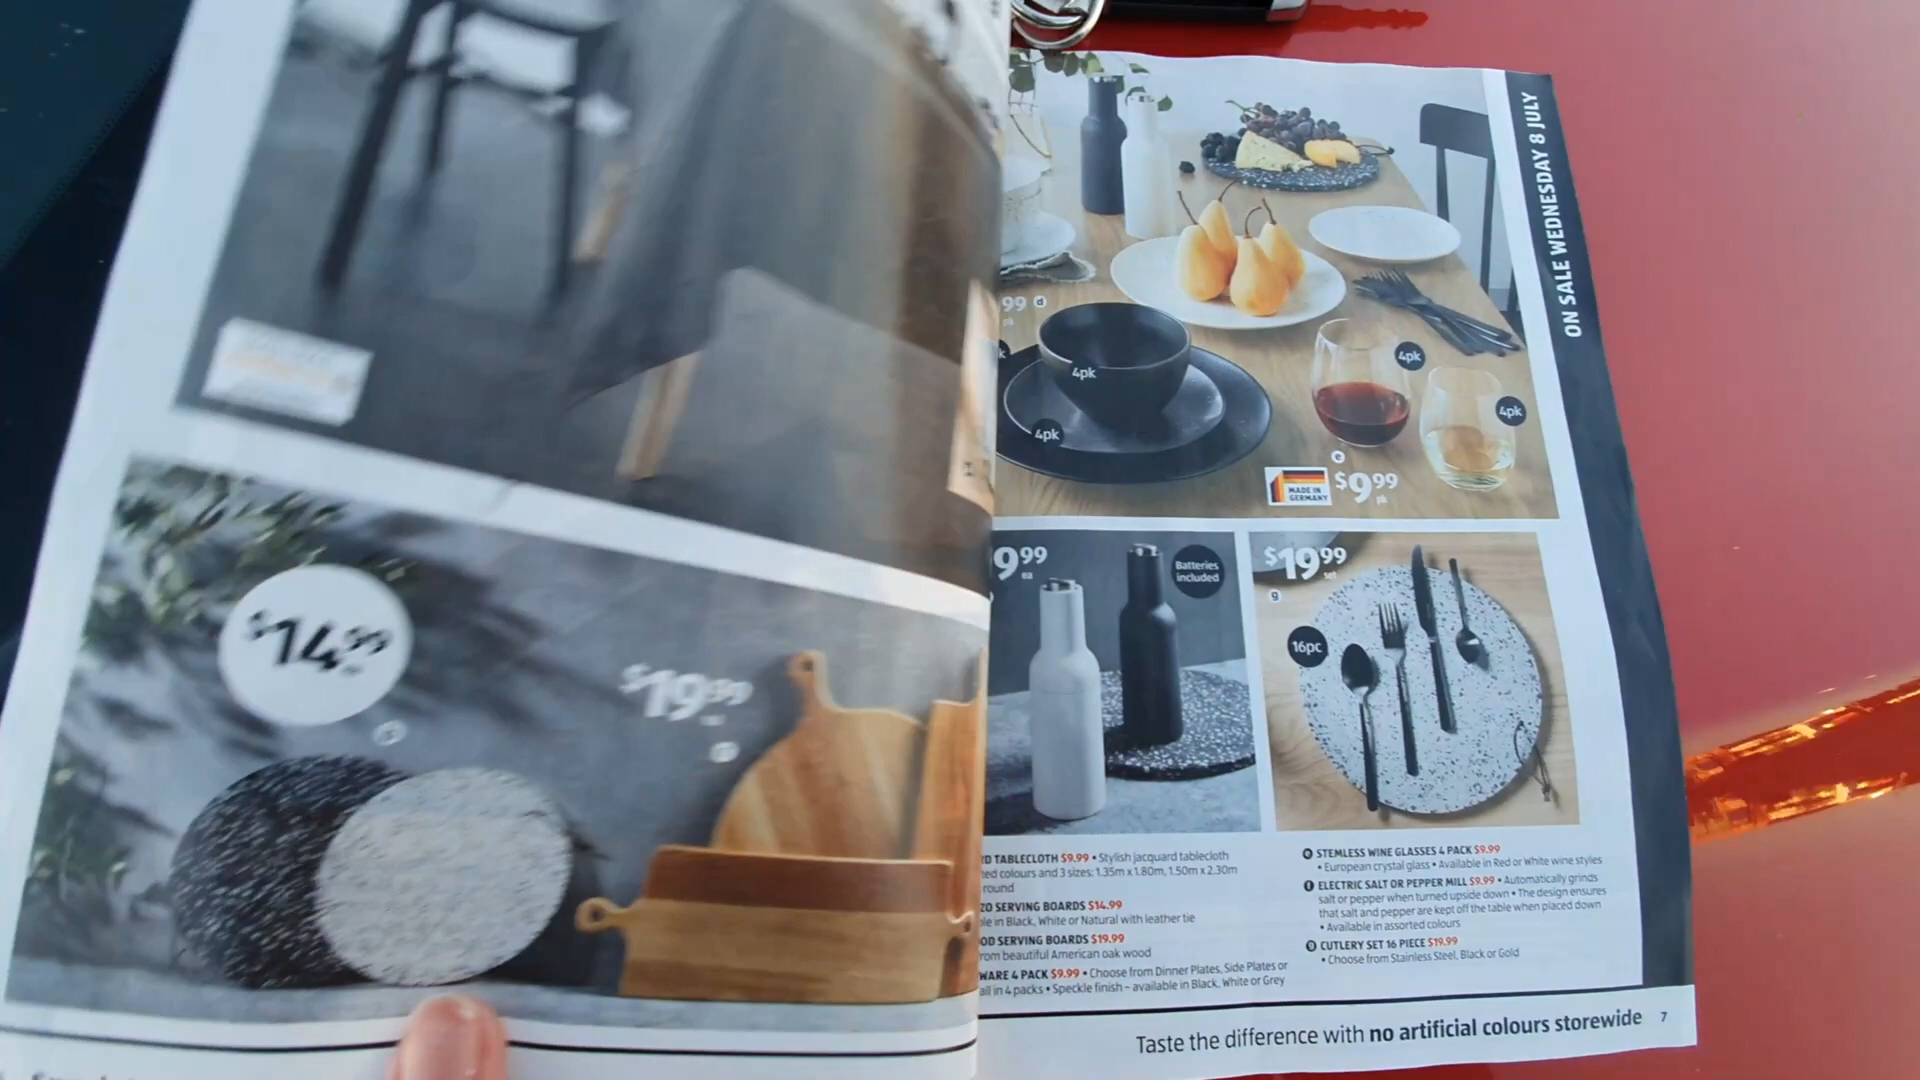 $14.99
$19.99
ON SALE WEDNESDAY 8 JULY
99 d
4pk
4pk
4pk
4pk
e
MADE IN
GERMANY
$9.99
pk
9.99
ea
Batteries
included
$19.99
set
g
16pc
D TABLECLOTH $9.99 • Stylish jacquard tablecloth
ted colours and 3 sizes: 1.35m x 1.80m, 1.50m x 2.30m
round
ZO SERVING BOARDS $14.99
le in Black, White or Natural with leather tie
OD SERVING BOARDS $19.99
rom beautiful American oak wood
WARE 4 PACK $9.99 • Choose from Dinner Plates, Side Plates or
all in 4 packs • Speckle finish – available in Black, White or Grey
e STEMLESS WINE GLASSES 4 PACK $9.99
• European crystal glass • Available in Red or White wine styles
f ELECTRIC SALT OR PEPPER MILL $9.99 • Automatically grinds
salt or pepper when turned upside down • The design ensures
that salt and pepper are kept off the table when placed down
• Available in assorted colours
g CUTLERY SET 16 PIECE $19.99
• Choose from Stainless Steel, Black or Gold
Taste the difference with no artificial colours storewide 7